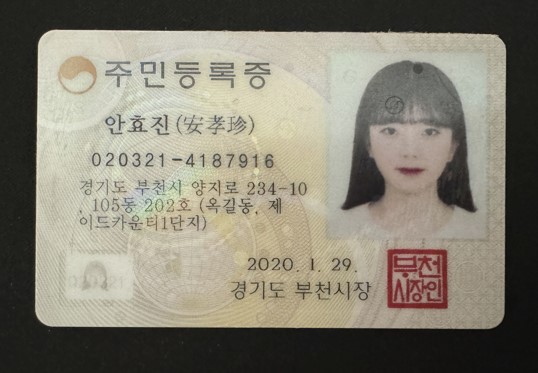 주민등록증
안효진(安孝珍)
020321-4187916
경기도 부천시 양지로 234-10
, 105동 202호 (옥길동, 제
이드카운티1단지)
2020. 1. 29.
경기도 부천시장
부천
시장인